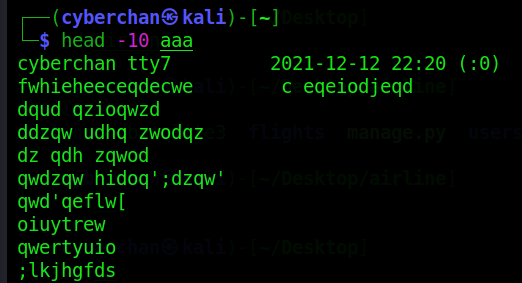 ┌──(cyberchan㉿kali)-[~]
└─$ head -10 aaa
cyberchan tty7         2021-12-12 22:20 (:0)
fwhieheeceqdecwe        c eqeiodjeqd
dqud qzioqwzd
ddzqw udhq zwodqz
dz qdh zqwod
qwdzqw hidoq';dzqw'
qwd'qeflw[
oiuytrew
qwertyuio
;lkjhgfds